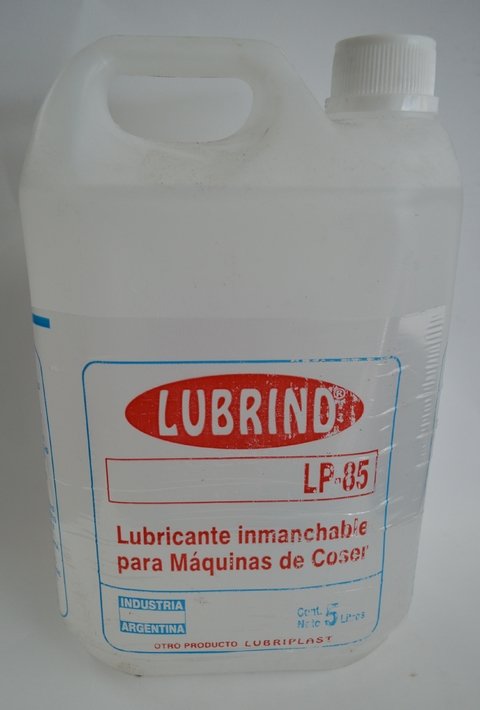 LUBRIND®
LP-85
Lubricante inmanchable
para Máquinas de Coser
INDUSTRIA
ARGENTINA
Cont.
Neto 5 Litros
OTRO PRODUCTO LUBRIPLAST